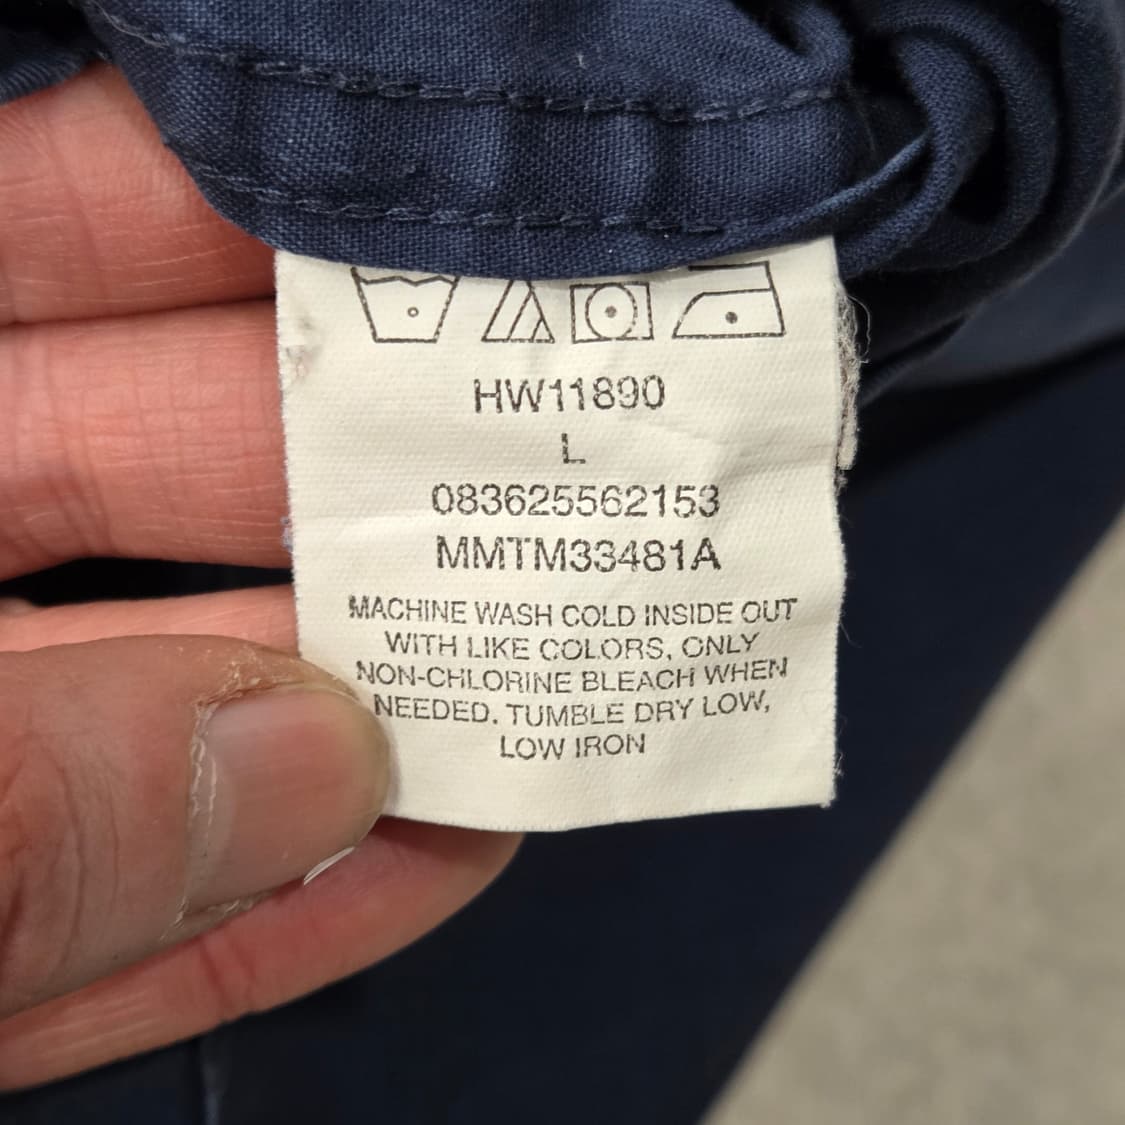 HW11890
L
083625562153
MMTM33481A
MACHINE WASH COLD INSIDE OUT
WITH LIKE COLORS, ONLY
NON-CHLORINE BLEACH WHEN
NEEDED. TUMBLE DRY LOW,
LOW IRON